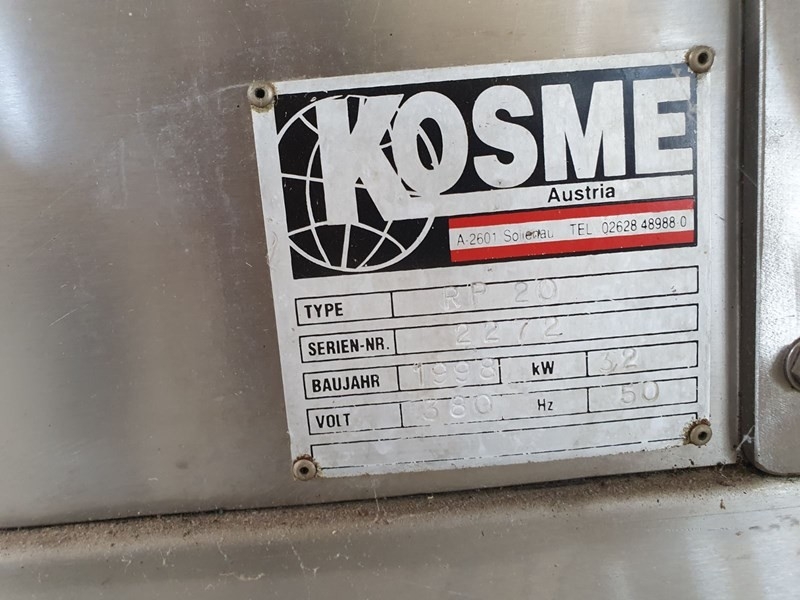 KOSME
Austria
A-2601 Sollenau TEL 02628 48988-0
TYPE RP 20
SERIEN-NR. 2272
BAUJAHR 1998 kW 32
VOLT 380 Hz 50